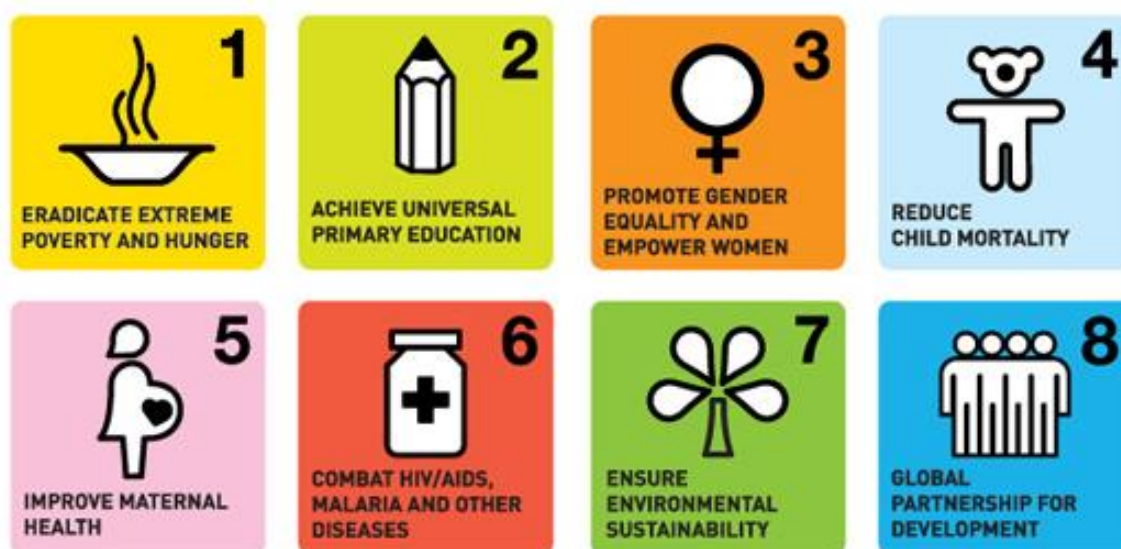 1
ERADICATE EXTREME
POVERTY AND HUNGER
2
ACHIEVE UNIVERSAL
PRIMARY EDUCATION
3
PROMOTE GENDER
EQUALITY AND
EMPOWER WOMEN
4
REDUCE
CHILD MORTALITY
5
IMPROVE MATERNAL
HEALTH
6
COMBAT HIV/AIDS,
MALARIA AND OTHER
DISEASES
7
ENSURE
ENVIRONMENTAL
SUSTAINABILITY
8
GLOBAL
PARTNERSHIP FOR
DEVELOPMENT